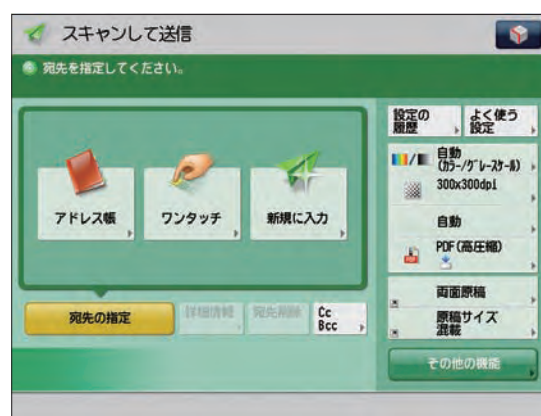 スキャンして送信
宛先を指定してください。
アドレス帳
ワンタッチ
新規に入力
宛先の指定
詳細情報
宛先削除
Cc
Bcc
設定の
履歴
よく使う
設定
自動
(カラー/グレースケール)
300x300dpi
自動
PDF(高圧縮)
両面原稿
原稿サイズ
混載
その他の機能